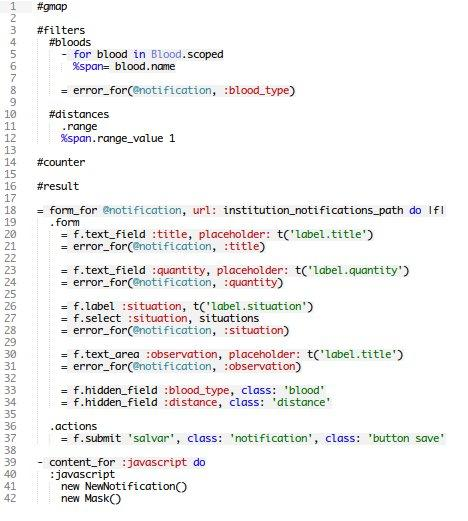 1 #gmap
2
3 #filters
4 #bloods
5 - for blood in Blood.scoped
6 %span= blood.name
7
8 = error_for(@notification, :blood_type)
9
10 #distances
11 .range
12 %span.range_value 1
13
14 #counter
15
16 #result
17
18 = form_for @notification, url: institution_notifications_path do |f|
19 .form
20 = f.text_field :title, placeholder: t('label.title')
21 = error_for(@notification, :title)
22
23 = f.text_field :quantity, placeholder: t('label.quantity')
24 = error_for(@notification, :quantity)
25
26 = f.label :situation, t('label.situation')
27 = f.select :situation, situations
28 = error_for(@notification, :situation)
29
30 = f.text_area :observation, placeholder: t('label.title')
31 = error_for(@notification, :observation)
32
33 = f.hidden_field :blood_type, class: 'blood'
34 = f.hidden_field :distance, class: 'distance'
35
36 .actions
37 = f.submit 'salvar', class: 'notification', class: 'button save'
38
39 - content_for :javascript do
40 :javascript
41 new NewNotification()
42 new Mask()